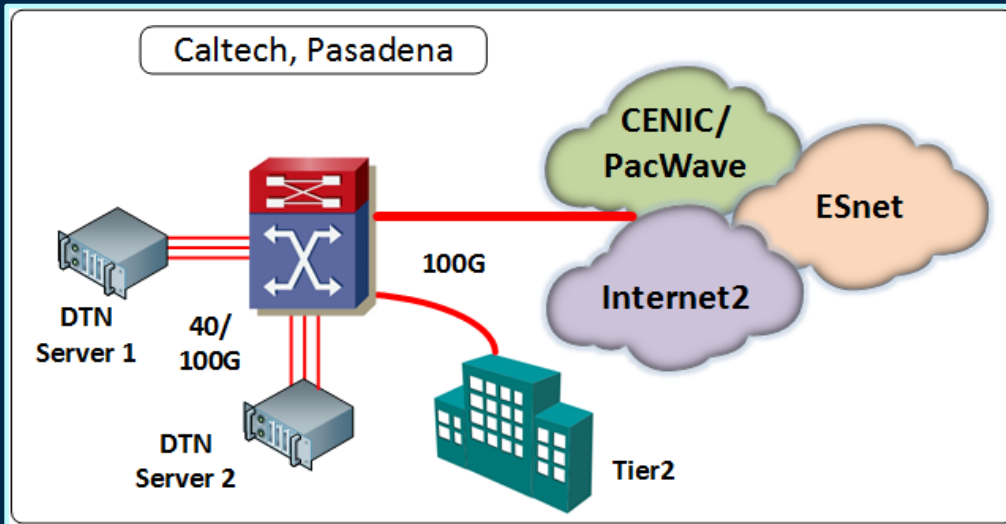 Caltech, Pasadena
CENIC/
PacWave
ESnet
Internet2
100G
DTN
Server 1
40/
100G
DTN
Server 2
Tier2